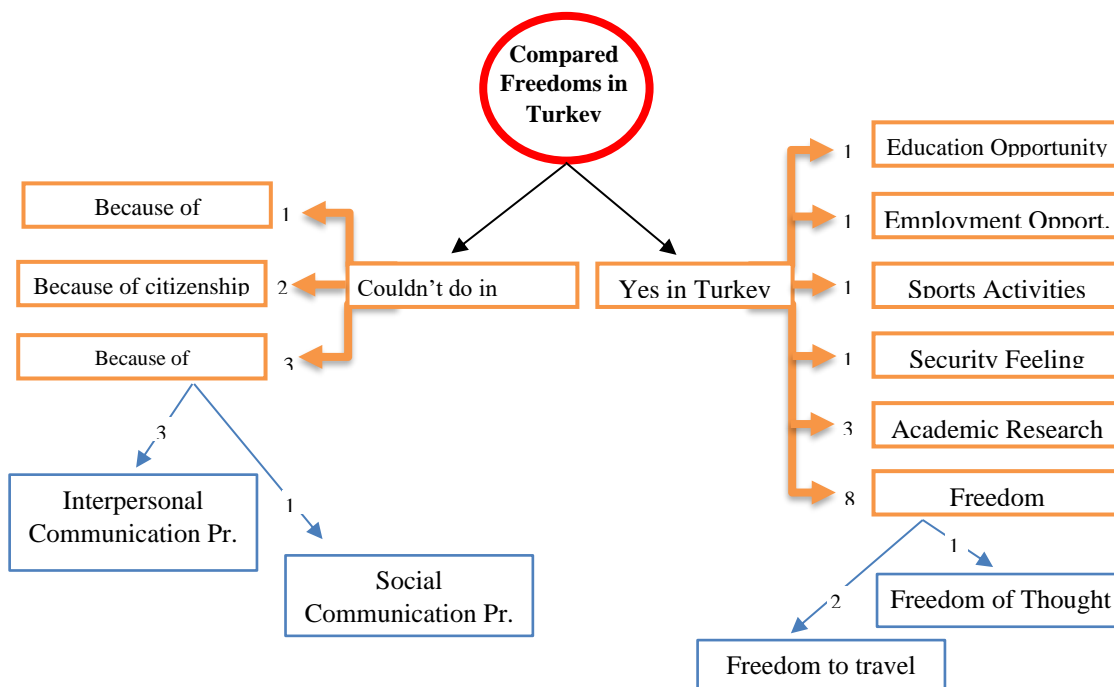 Compared
Freedoms in
Turkey
Education Opportunity
1
Because of
1
Employment Opport.
1
Because of citizenship
2
Couldn't do in
Yes in Turkey
1
Sports Activities
Because of
3
1
Security Feeling
3
3
Academic Research
Interpersonal
Communication Pr.
1
8
Freedom
1
Social
Communication Pr.
2
Freedom of Thought
Freedom to travel